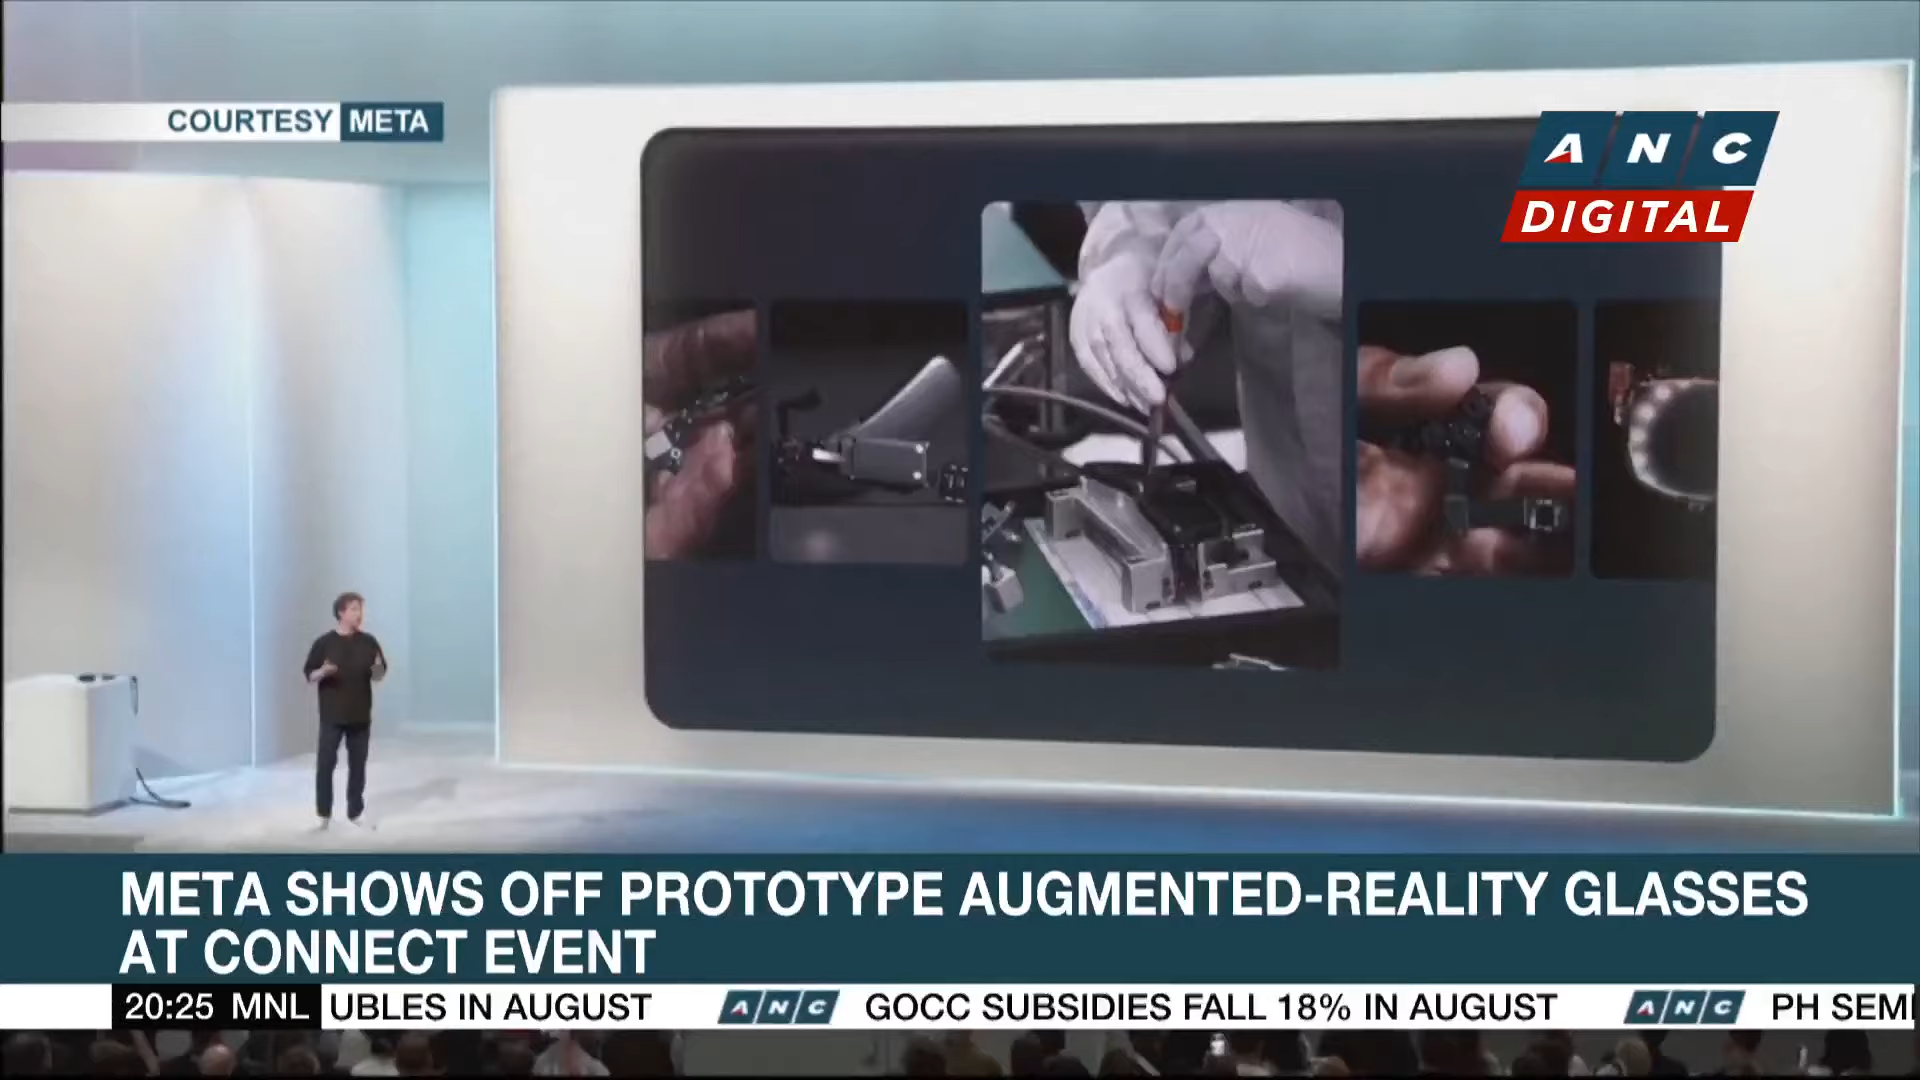 COURTESY META
ANC
DIGITAL
META SHOWS OFF PROTOTYPE AUGMENTED-REALITY GLASSES
AT CONNECT EVENT
20:25 MNL UBLES IN AUGUST ANC GOCC SUBSIDIES FALL 18% IN AUGUST ANC PH SEMI